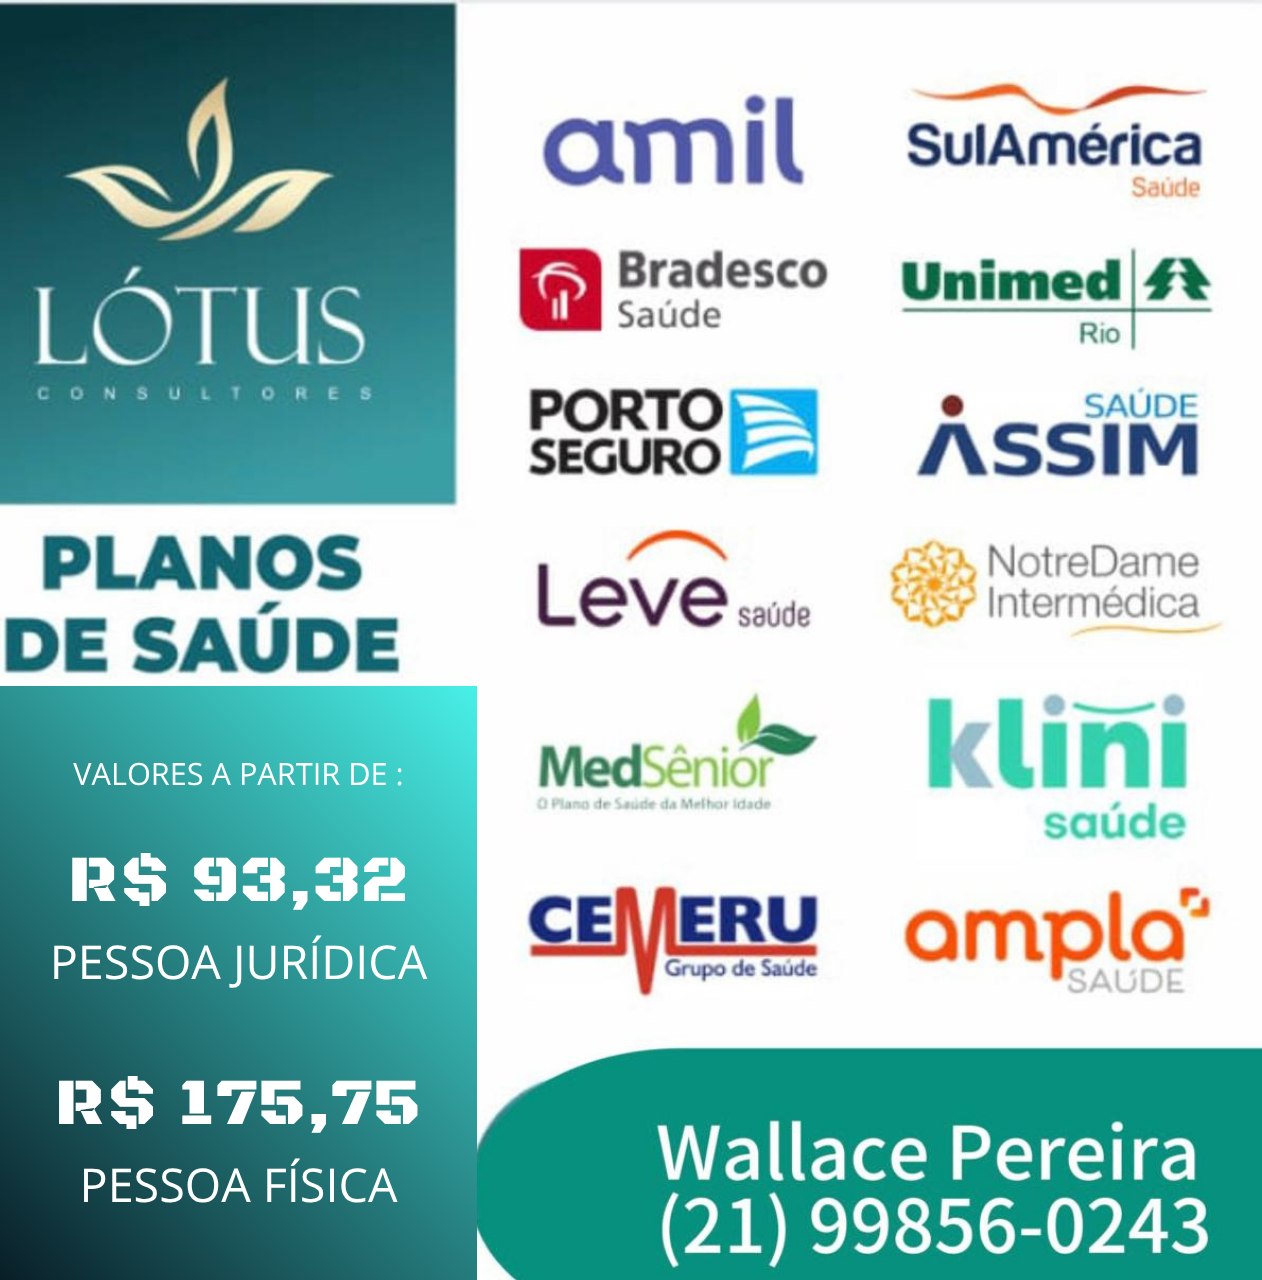 LÓTUS
CONSULTORES
PLANOS
DE SAÚDE
VALORES A PARTIR DE :
R$ 93,32
PESSOA JURÍDICA
R$ 175,75
PESSOA FÍSICA
amil
SulAmérica
Saúde
Bradesco
Saúde
Unimed
Rio
PORTO
SEGURO
SAÚDE
ASSIM
Leve saúde
NotreDame
Intermédica
MedSênior
O Plano de Saúde da Melhor Idade
klini
saúde
CEMERU
Grupo de Saúde
ampla
SAÚDE
Wallace Pereira
(21) 99856-0243